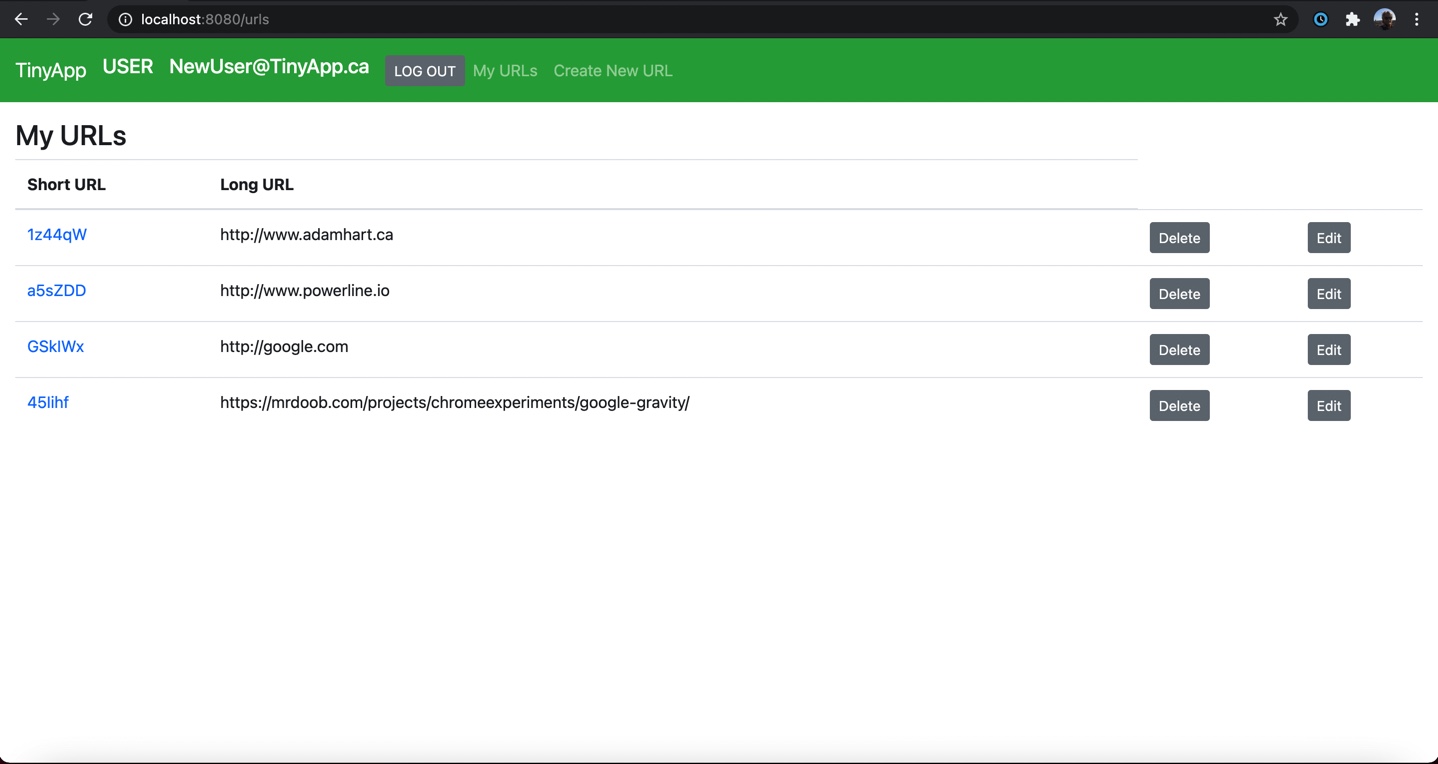 localhost:8080/urls
TinyApp USER NewUser@TinyApp.ca LOG OUT My URLs Create New URL
My URLs
Short URL Long URL
1z44qW http://www.adamhart.ca Delete Edit
a5sZDD http://www.powerline.io Delete Edit
GSkIWx http://google.com Delete Edit
45lihf https://mrdoob.com/projects/chromeexperiments/google-gravity/ Delete Edit